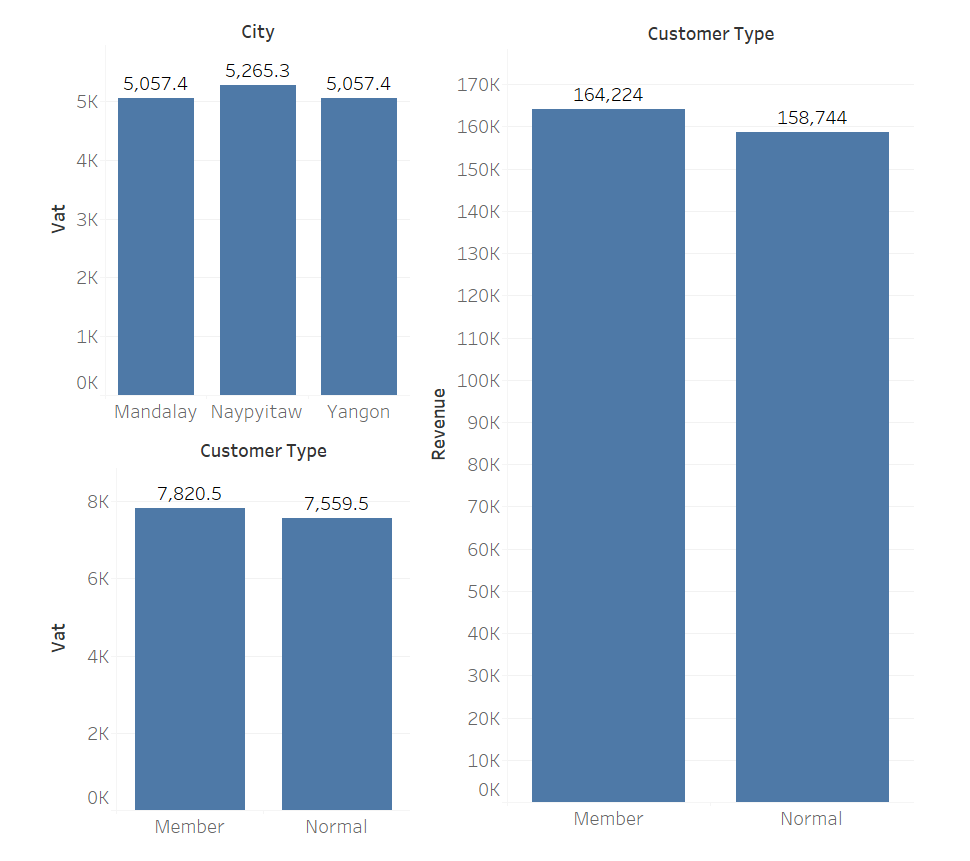 City
5,057.4
5,265.3
5,057.4
5K
4K
3K
2K
1K
0K
Vat
Mandalay
Naypyitaw
Yangon
Customer Type
7,820.5
7,559.5
8K
6K
4K
2K
0K
Vat
Member
Normal
Customer Type
164,224
158,744
170K
160K
150K
140K
130K
120K
110K
100K
90K
80K
70K
60K
50K
40K
30K
20K
10K
0K
Revenue
Member
Normal